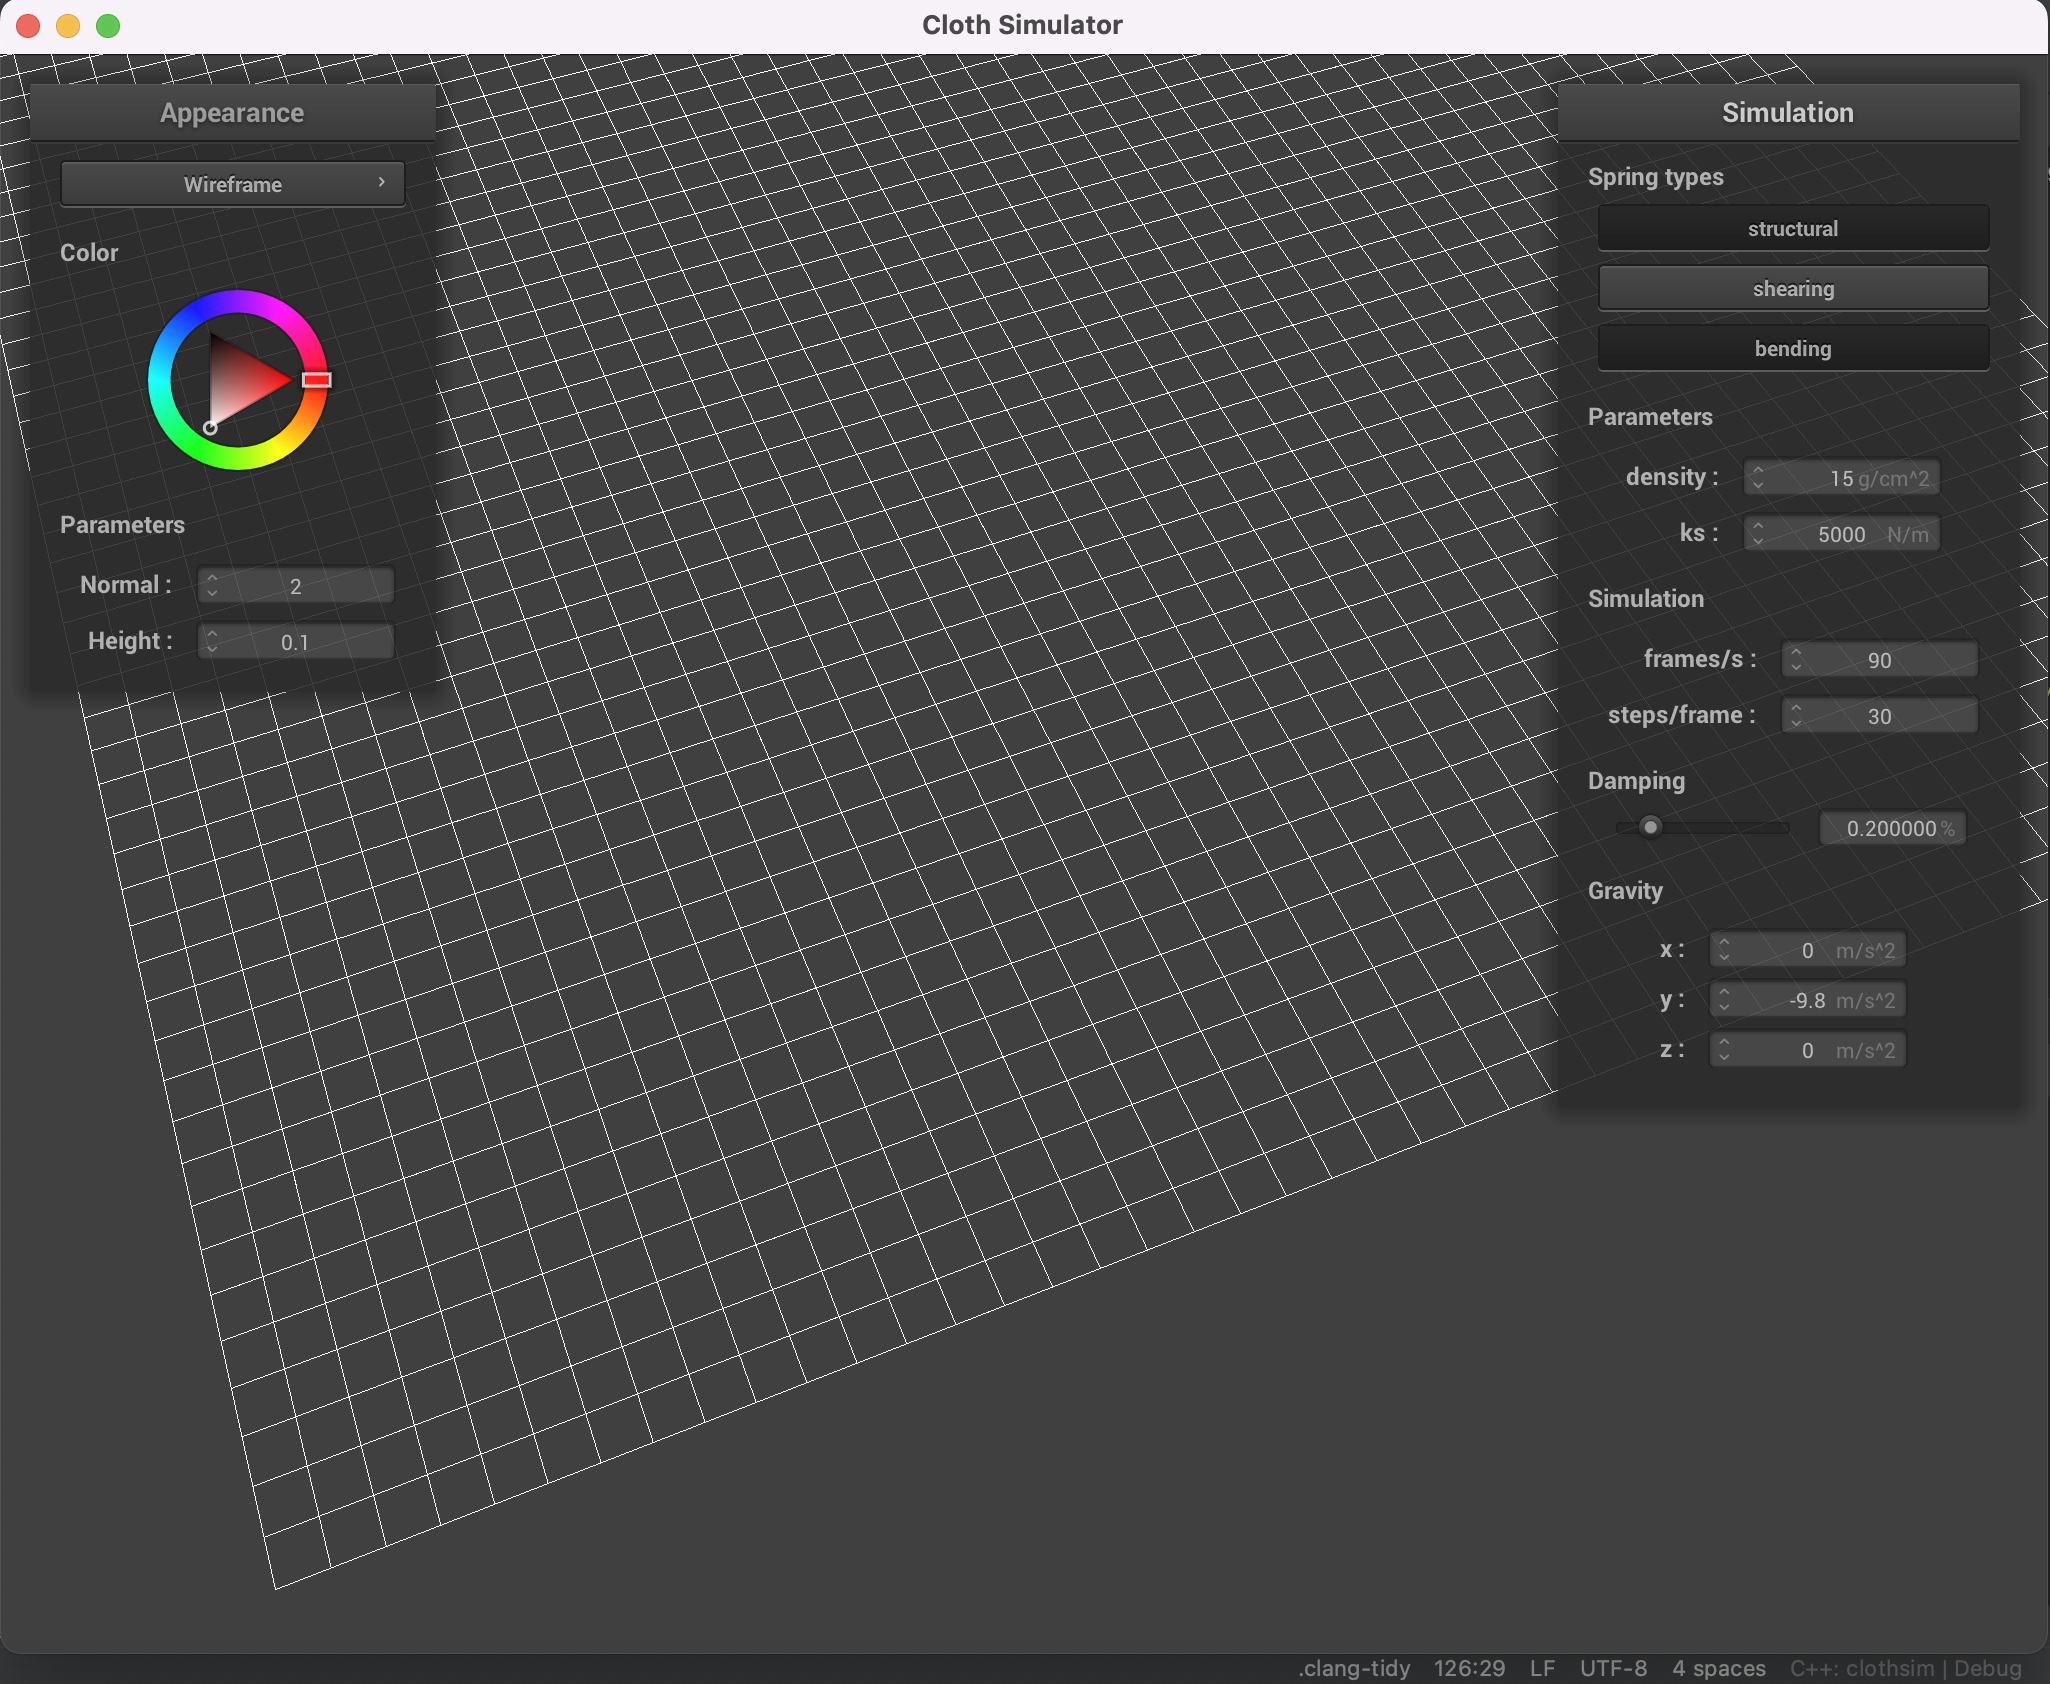 Cloth Simulator
Appearance
Wireframe
Color
Parameters
Normal : 2
Height : 0.1
Simulation
Spring types
structural
shearing
bending
Parameters
density : 15 g/cm^2
ks : 5000 N/m
Simulation
frames/s : 90
steps/frame : 30
Damping
0.200000 %
Gravity
x : 0 m/s^2
y : -9.8 m/s^2
z : 0 m/s^2
.clang-tidy 126:29 LF UTF-8 4 spaces C++: clothsim | Debug